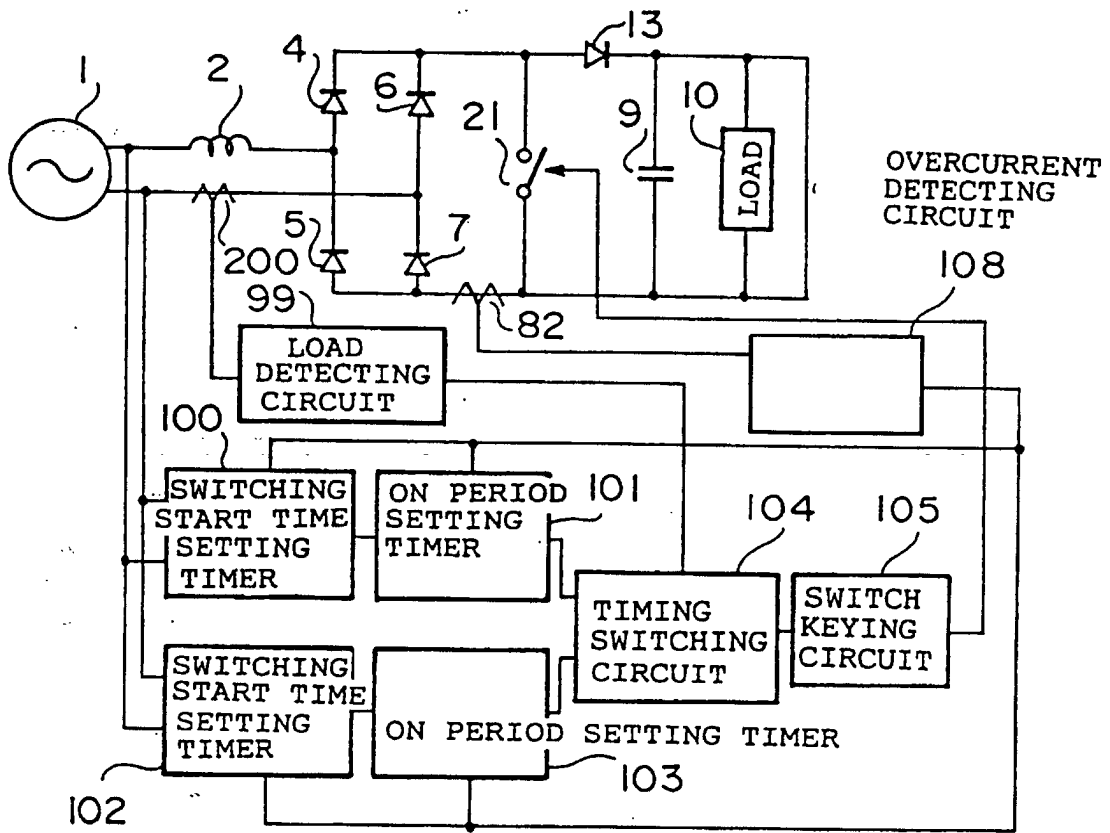 1
2
4
6
13
21
9
10
LOAD
OVERCURRENT
DETECTING
CIRCUIT
108
5
7
200
99
82
LOAD
DETECTING
CIRCUIT
100
SWITCHING
START TIME
SETTING
TIMER
ON PERIOD
SETTING
TIMER
101
104
105
TIMING
SWITCHING
CIRCUIT
SWITCH
KEYING
CIRCUIT
SWITCHING
START TIME
SETTING
TIMER
ON PERIOD SETTING TIMER
102
103